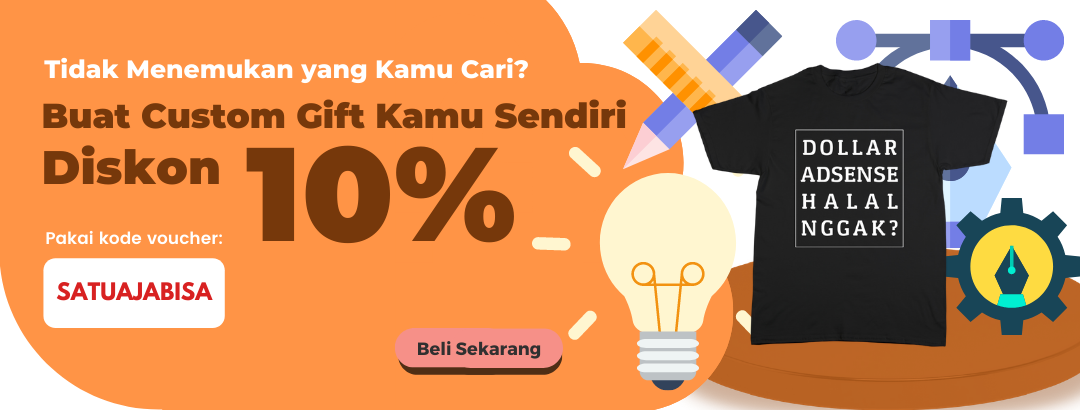 Tidak Menemukan yang Kamu Cari?
Buat Custom Gift Kamu Sendiri
Diskon 10%
Pakai kode voucher:
SATUAJABISA
Beli Sekarang
DOLLAR
ADSENSE
HALAL
NGGAK?